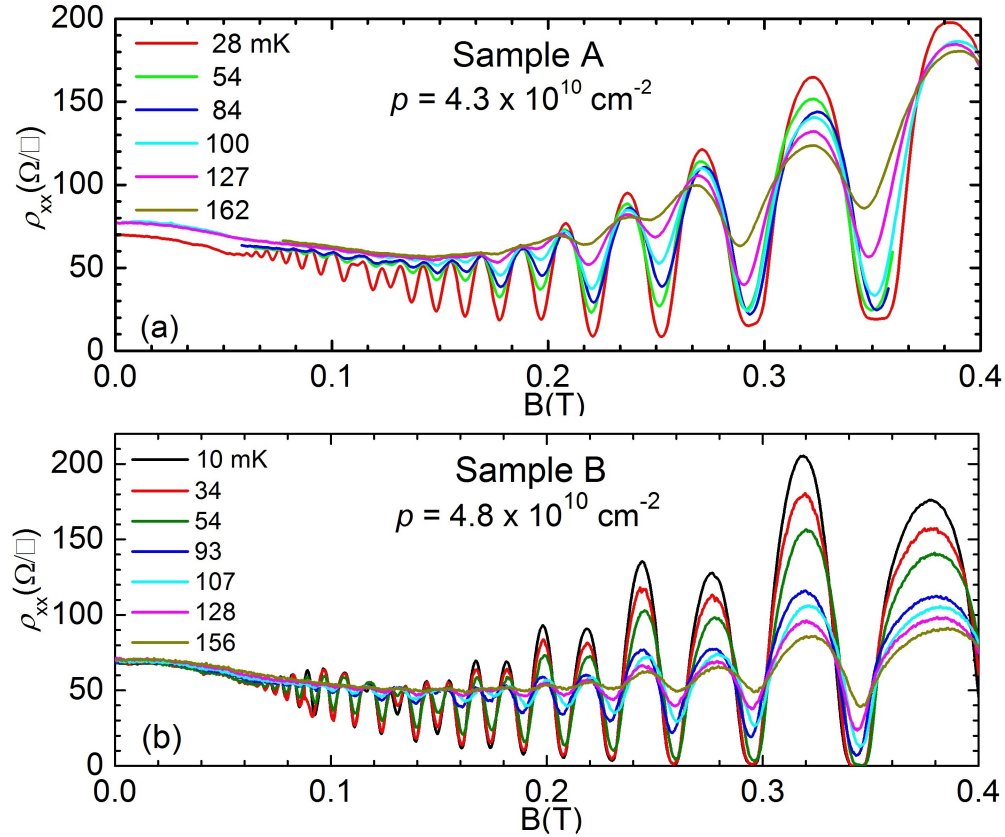 200
150
100
50
0
ρxx(Ω/□)
28 mK
54
84
100
127
162
Sample A
p = 4.3 x 10^10 cm^-2
(a)
0.0 0.1 0.2 0.3 0.4
B(T)
200
150
100
50
0
ρxx(Ω/□)
10 mK
34
54
93
107
128
156
Sample B
p = 4.8 x 10^10 cm^-2
(b)
0.0 0.1 0.2 0.3 0.4
B(T)